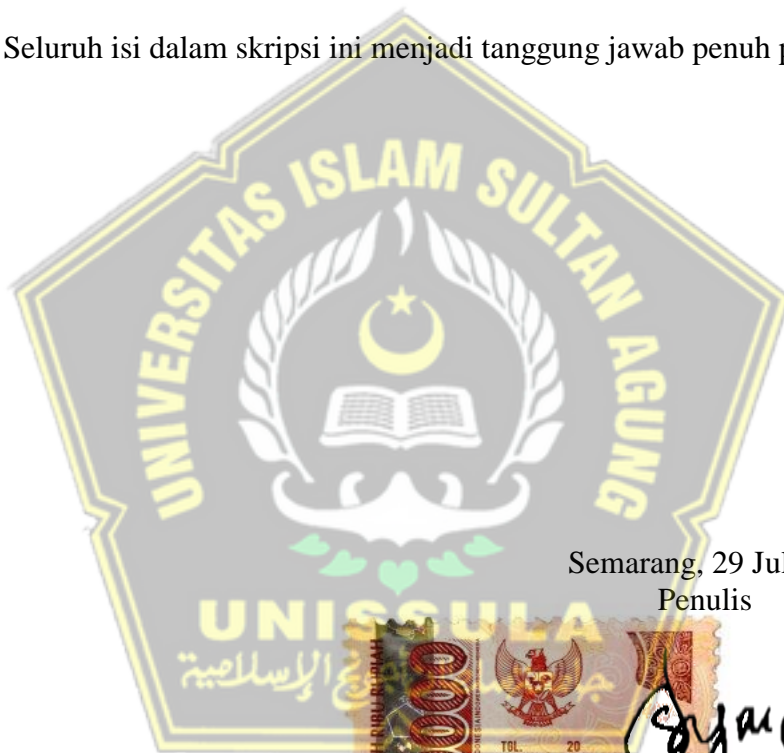 Seluruh isi dalam skripsi ini menjadi tanggung jawab penuh
UNIVERSITAS ISLAM SULTAN AGUNG
Semarang, 29
Penulis
UNISSULA
TGL. 20